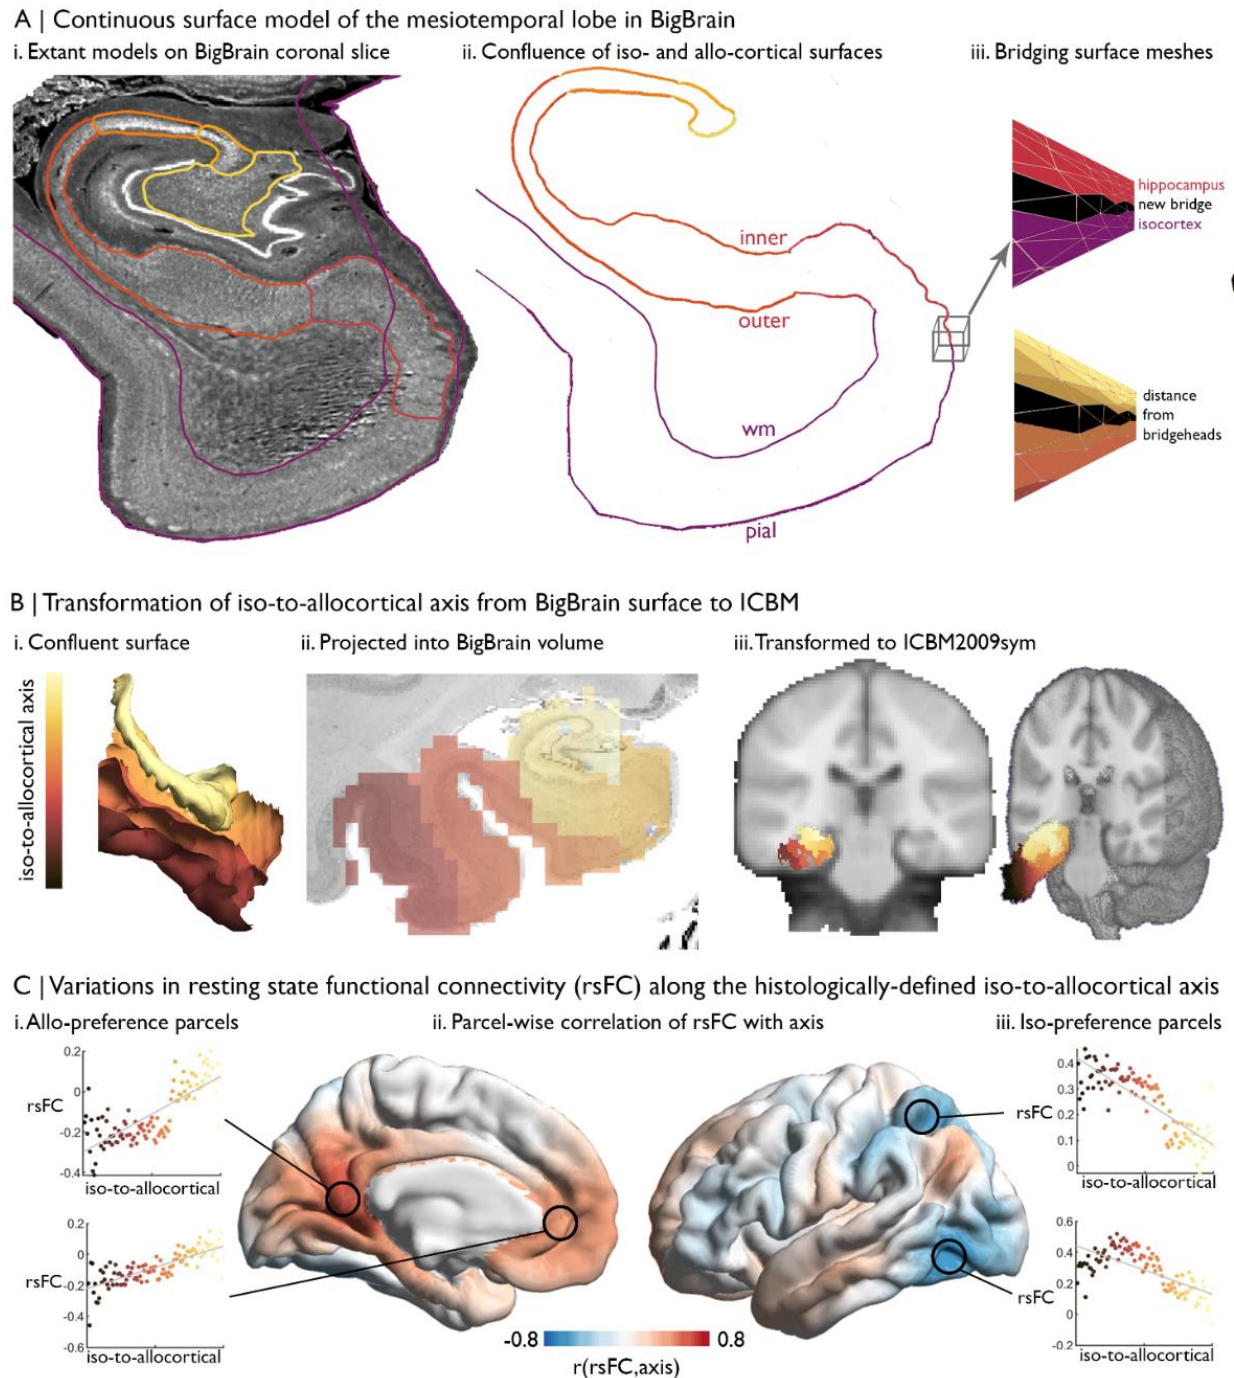 A | Continuous surface model of the mesiotemporal lobe in BigBrain
i. Extant models on BigBrain coronal slice
ii. Confluence of iso- and allo-cortical surfaces
iii. Bridging surface meshes
inner
outer
wm
pial
hippocampus
new bridge
isocortex
distance
from
bridgeheads
B | Transformation of iso-to-allocortical axis from BigBrain surface to ICBM
i. Confluent surface
ii. Projected into BigBrain volume
iii. Transformed to ICBM2009sym
iso-to-allocortical axis
C | Variations in resting state functional connectivity (rsFC) along the histologically-defined iso-to-allocortical axis
i. Allo-preference parcels
ii. Parcel-wise correlation of rsFC with axis
iii. Iso-preference parcels
0.2
0
-0.2
-0.4
rsFC
iso-to-allocortical
0.2
0
-0.2
-0.4
-0.6
rsFC
iso-to-allocortical
-0.8
0.8
r(rsFC,axis)
rsFC
0.4
0.3
0.2
0.1
0
iso-to-allocortical
rsFC
0.6
0.4
0.2
0
-0.2
iso-to-allocortical